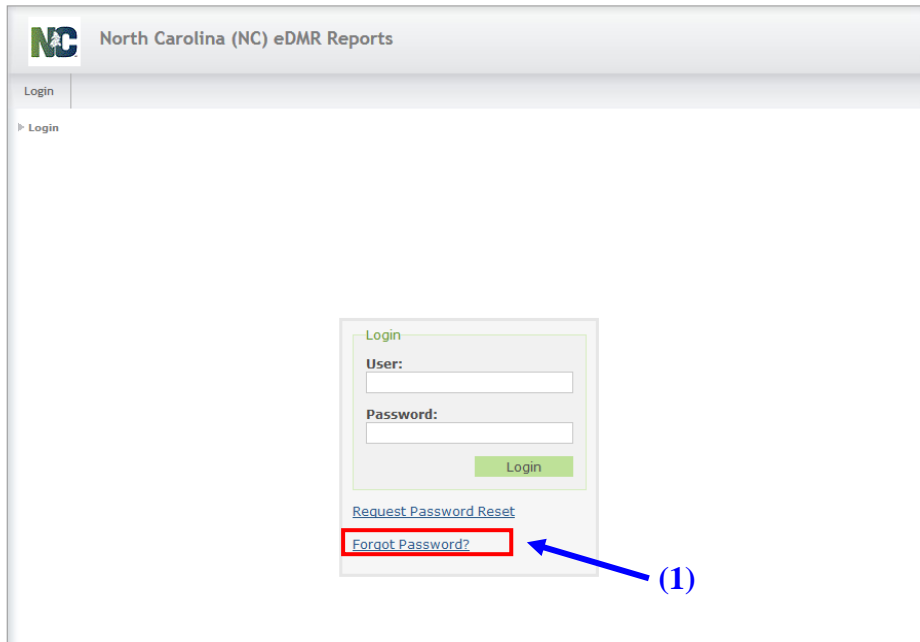 NC
North Carolina (NC) eDMR Reports
Login
Login
Login
User:
Password:
Login
Request Password Reset
Forgot Password?
(1)